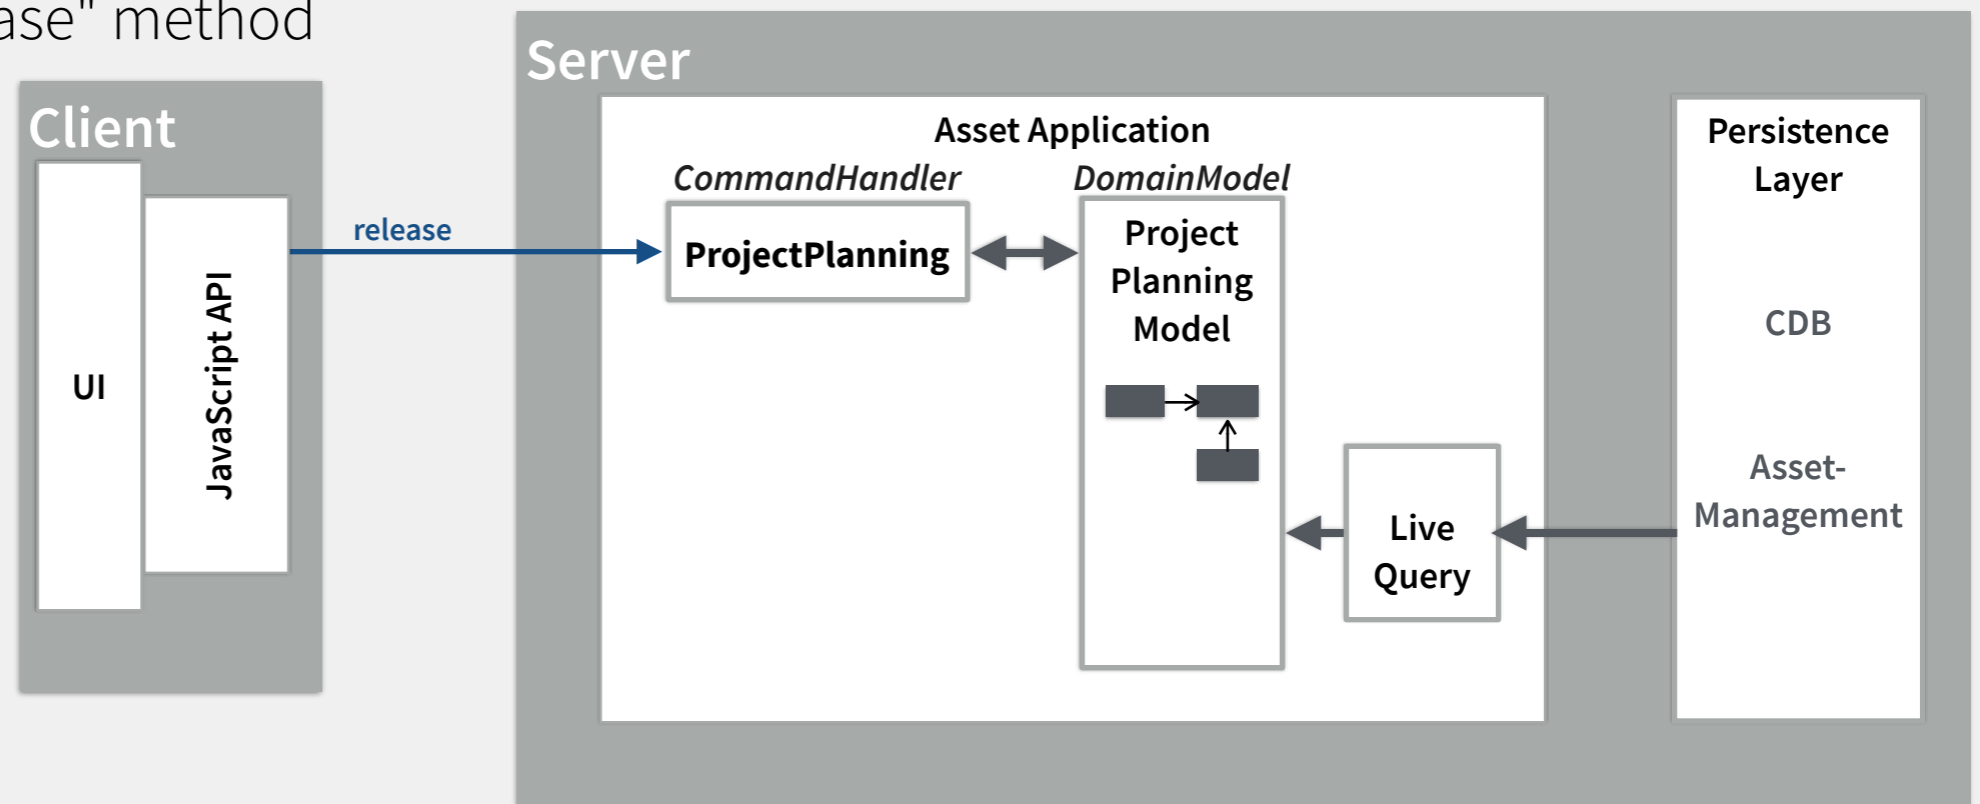 method
Client
UI
JavaScript API
release
Server
Asset Application
CommandHandler
ProjectPlanning
DomainModel
Project
Planning
Model
Live
Query
Persistence
Layer
CDB
Asset-
Management